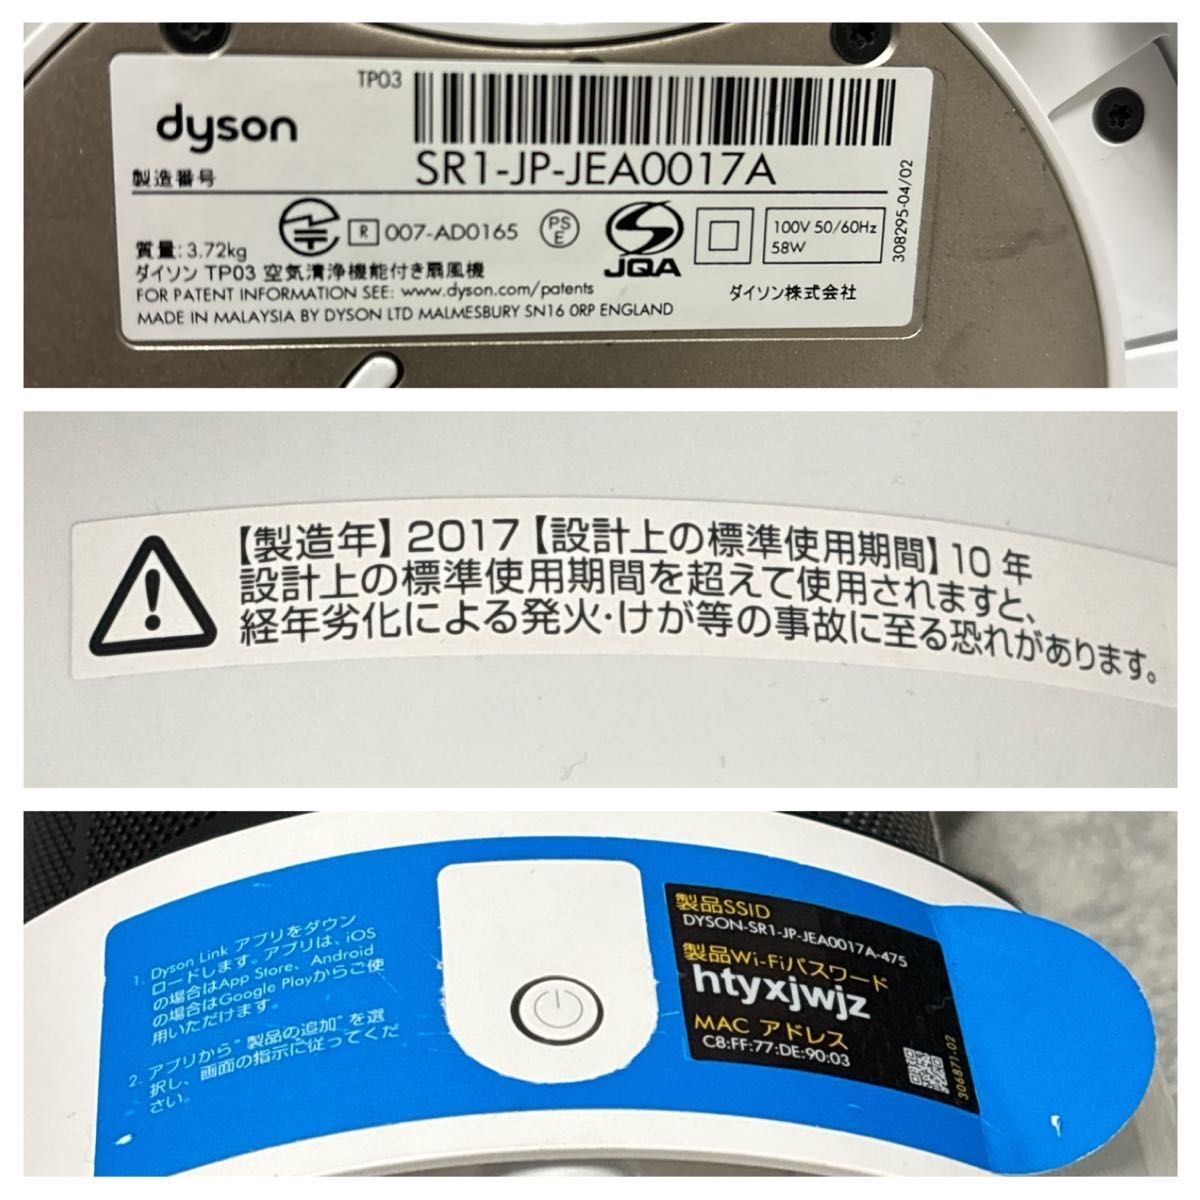 TP03
dyson
製造番号
SR1-JP-JEA0017A
質量:3.72kg
R 007-AD0165
PS
E
JQA
100V 50/60Hz
58W
308295-04/02
ダイソン TP03 空気清浄機能付き扇風機
ダイソン株式会社
FOR PATENT INFORMATION SEE: www.dyson.com/patents
MADE IN MALAYSIA BY DYSON LTD MALMESBURY SN16 0RP ENGLAND
【製造年】2017【設計上の標準使用期間】10年
設計上の標準使用期間を超えて使用されますと、
経年劣化による発火・けが等の事故に至る恐れがあります。
1. Dyson Link アプリをダウン
ロードします。アプリは、iOS
の場合はApp Store、Android
の場合はGoogle Playからご使
用いただけます。
2. アプリから"製品の追加"を選
択し、画面の指示に従ってくだ
さい。
製品SSID
DYSON-SR1-JP-JEA0017A-475
製品Wi-Fiパスワード
htyxjwjz
MAC アドレス
C8:FF:77:DE:90:03
306871-02